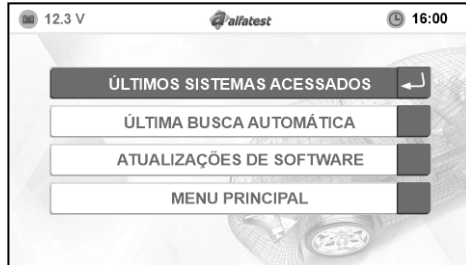 12.3 V alfatest 16:00
ÚLTIMOS SISTEMAS ACESSADOS
ÚLTIMA BUSCA AUTOMÁTICA
ATUALIZAÇÕES DE SOFTWARE
MENU PRINCIPAL